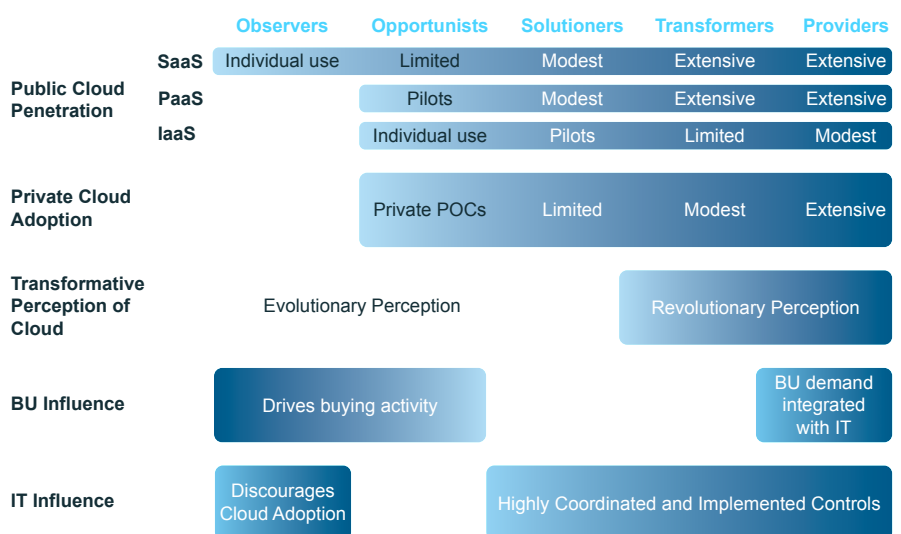 Observers Opportunists Solutioners Transformers Providers
Public Cloud
Penetration
SaaS Individual use Limited Modest Extensive Extensive
PaaS Pilots Modest Extensive Extensive
IaaS Individual use Pilots Limited Modest
Private Cloud
Adoption
Private POCs Limited Modest Extensive
Transformative
Perception of
Cloud
Evolutionary Perception Revolutionary Perception
BU Influence
Drives buying activity
BU demand
integrated
with IT
IT Influence
Discourages
Cloud Adoption
Highly Coordinated and Implemented Controls